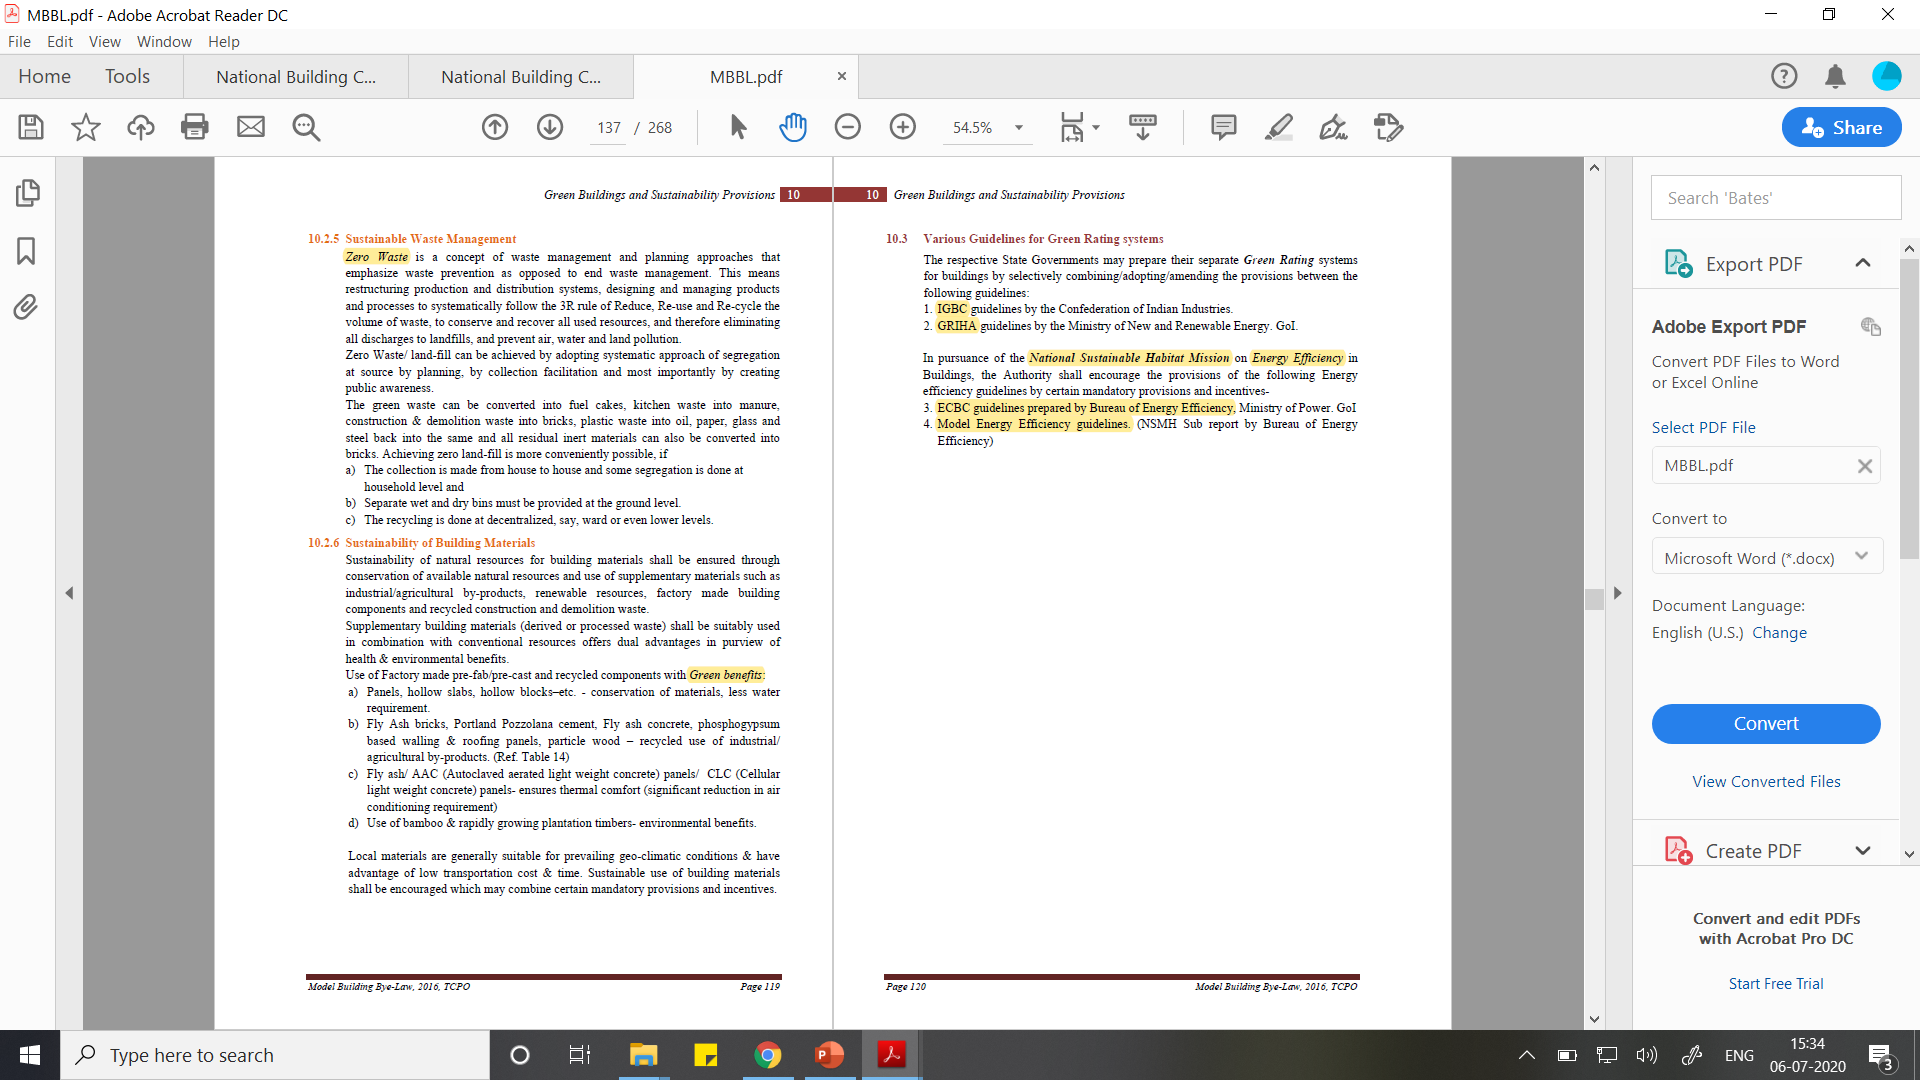 MBBL.pdf - Adobe Acrobat Reader DC
File Edit View Window Help
Home Tools National Building C... National Building C... MBBL.pdf
137 / 268 54.5% Share
Green Buildings and Sustainability Provisions 10
10.2.5 Sustainable Waste Management
Zero Waste is a concept of waste management and planning approaches that
emphasize waste prevention as opposed to end waste management. This means
restructuring production and distribution systems, designing and managing products
and processes to systematically follow the 3R rule of Reduce, Re-use and Re-cycle the
volume of waste, to conserve and recover all used resources, and therefore eliminating
all discharges to landfills, and prevent air, water and land pollution.
Zero Waste/ land-fill can be achieved by adopting systematic approach of segregation
at source by planning, by collection facilitation and most importantly by creating
public awareness.
The green waste can be converted into fuel cakes, kitchen waste into manure,
construction & demolition waste into bricks, plastic waste into oil, paper, glass and
steel back into the same and all residual inert materials can also be converted into
bricks. Achieving zero land-fill is more conveniently possible, if
a) The collection is made from house to house and some segregation is done at
household level and
b) Separate wet and dry bins must be provided at the ground level.
c) The recycling is done at decentralized, say, ward or even lower levels.
10.2.6 Sustainability of Building Materials
Sustainability of natural resources for building materials shall be ensured through
conservation of available natural resources and use of supplementary materials such as
industrial/agricultural by-products, renewable resources, factory made building
components and recycled construction and demolition waste.
Supplementary building materials (derived or processed waste) shall be suitably used
in combination with conventional resources offers dual advantages in purview of
health & environmental benefits.
Use of Factory made pre-fab/pre-cast and recycled components with Green benefits:
a) Panels, hollow slabs, hollow blocks–etc. - conservation of materials, less water
requirement.
b) Fly Ash bricks, Portland Pozzolana cement, Fly ash concrete, phosphogypsum
based walling & roofing panels, particle wood – recycled use of industrial/
agricultural by-products. (Ref. Table 14)
c) Fly ash/ AAC (Autoclaved aerated light weight concrete) panels/ CLC (Cellular
light weight concrete) panels- ensures thermal comfort (significant reduction in air
conditioning requirement)
d) Use of bamboo & rapidly growing plantation timbers- environmental benefits.
Local materials are generally suitable for prevailing geo-climatic conditions & have
advantage of low transportation cost & time. Sustainable use of building materials
shall be encouraged which may combine certain mandatory provisions and incentives.
Model Building Bye-Law, 2016, TCPO Page 119
10 Green Buildings and Sustainability Provisions
10.3 Various Guidelines for Green Rating systems
The respective State Governments may prepare their separate Green Rating systems
for buildings by selectively combining/adopting/amending the provisions between the
following guidelines:
1. IGBC guidelines by the Confederation of Indian Industries.
2. GRIHA guidelines by the Ministry of New and Renewable Energy. GoI.
In pursuance of the National Sustainable Habitat Mission on Energy Efficiency in
Buildings, the Authority shall encourage the provisions of the following Energy
efficiency guidelines by certain mandatory provisions and incentives-
3. ECBC guidelines prepared by Bureau of Energy Efficiency, Ministry of Power. GoI
4. Model Energy Efficiency guidelines. (NSMH Sub report by Bureau of Energy
Efficiency)
Page 120 Model Building Bye-Law, 2016, TCPO
Search 'Bates'
Export PDF
Adobe Export PDF
Convert PDF Files to Word
or Excel Online
Select PDF File
MBBL.pdf
Convert to
Microsoft Word (*.docx)
Document Language:
English (U.S.) Change
Convert
View Converted Files
Create PDF
Convert and edit PDFs
with Acrobat Pro DC
Start Free Trial
Type here to search
ENG
15:34
06-07-2020
3